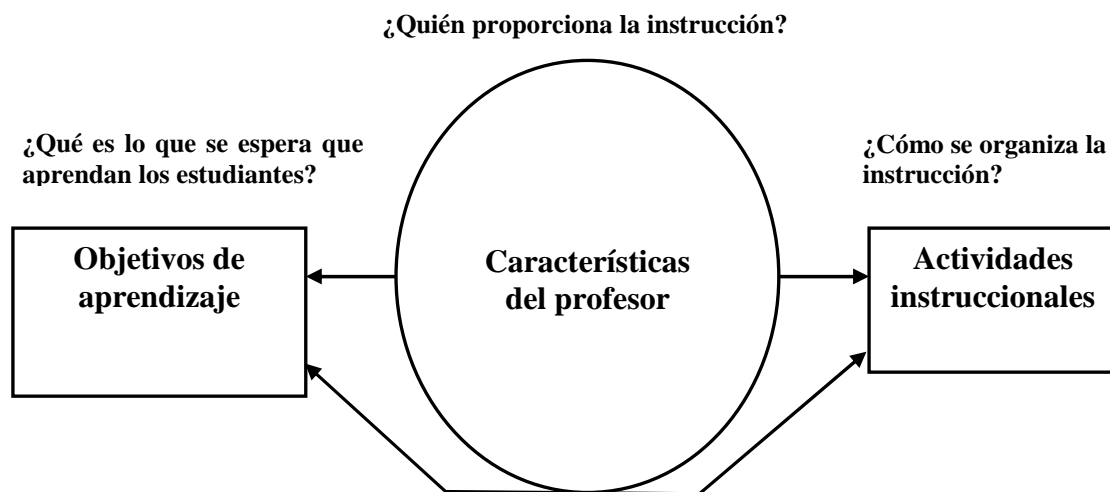 ¿Quién proporciona la instrucción?
¿Qué es lo que se espera que
aprendan los estudiantes?
¿Cómo se organiza la
instrucción?
Objetivos de
aprendizaje
Características
del profesor
Actividades
instruccionales